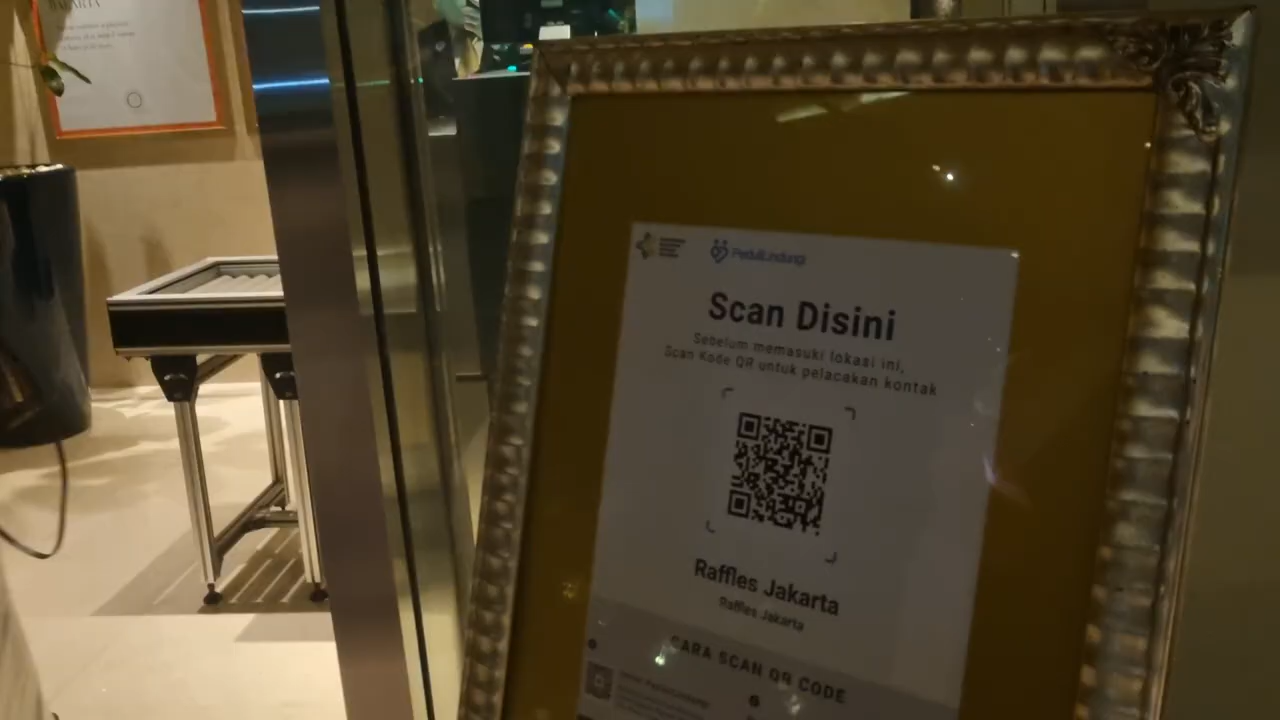 JAKARTA
PeduliLindungi
Scan Disini
Sebelum memasuki lokasi ini,
Scan Kode QR untuk pelacakan kontak
Raffles Jakarta
Raffles Jakarta
CARA SCAN QR CODE